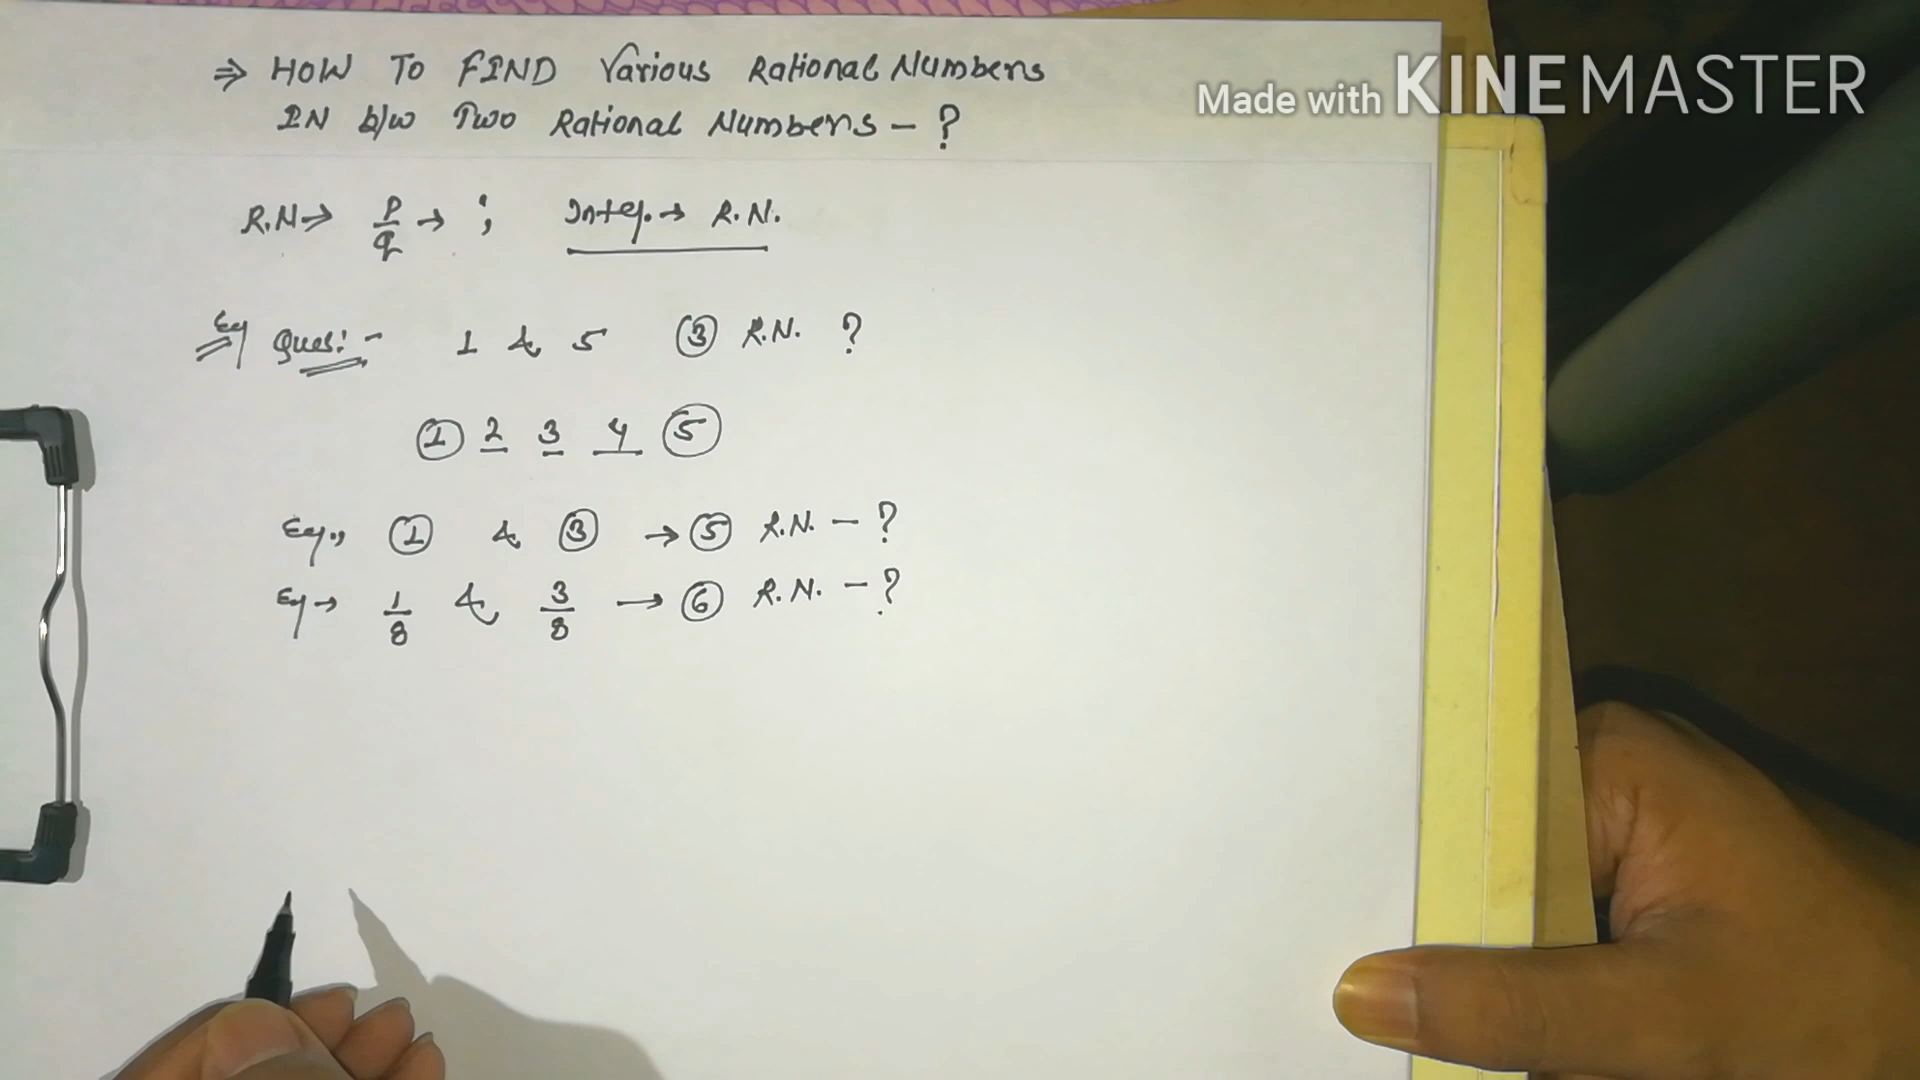 ⇒ HOW TO FIND Various Rational Numbers
IN b/w Two Rational Numbers - ?
Made with KINEMASTER
R.N → p/q → ; Integ. → R.N.
Eg Ques:- 1 & 5 3 R.N. ?
1 2 3 4 5
Eg., 1 & 3 → 5 R.N. - ?
Eg → 1/8 & 3/8 → 6 R.N. - ?